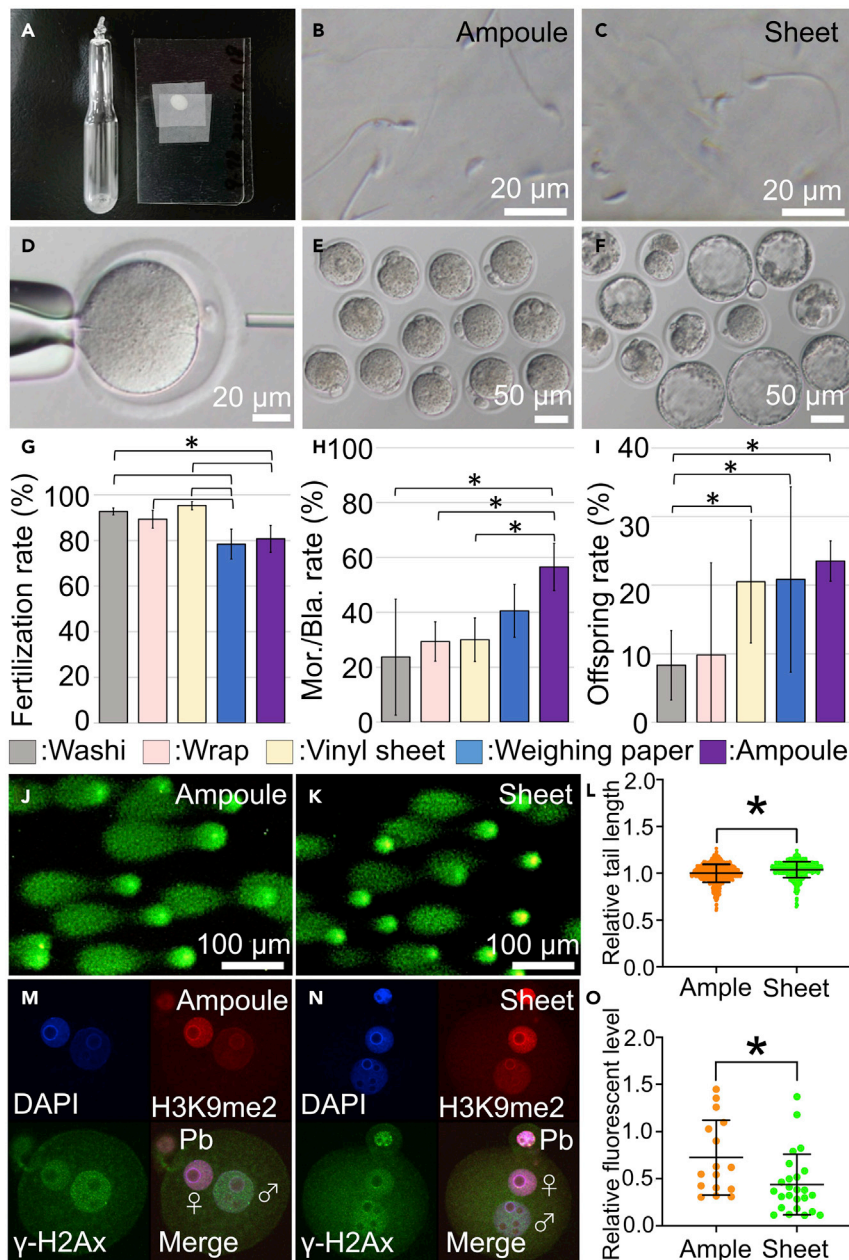 A
B
Ampoule
20 µm
C
Sheet
20 µm
D
20 µm
E
50 µm
F
50 µm
G
Fertilization rate (%)
100
80
60
40
20
0
*
H
Mor./Bla. rate (%)
100
80
60
40
20
0
*
*
*
I
Offspring rate (%)
40
30
20
10
0
*
*
*
:Washi :Wrap :Vinyl sheet :Weighing paper :Ampoule
J
Ampoule
100 µm
K
Sheet
100 µm
L
Relative tail length
2.0
1.5
1.0
0.5
0.0
*
Ample Sheet
M
Ampoule
DAPI
H3K9me2
Pb
♀
♂
γ-H2Ax
Merge
N
Sheet
DAPI
H3K9me2
Pb
♀
♂
γ-H2Ax
Merge
O
Relative fluorescent level
2.0
1.5
1.0
0.5
0.0
*
Ample Sheet